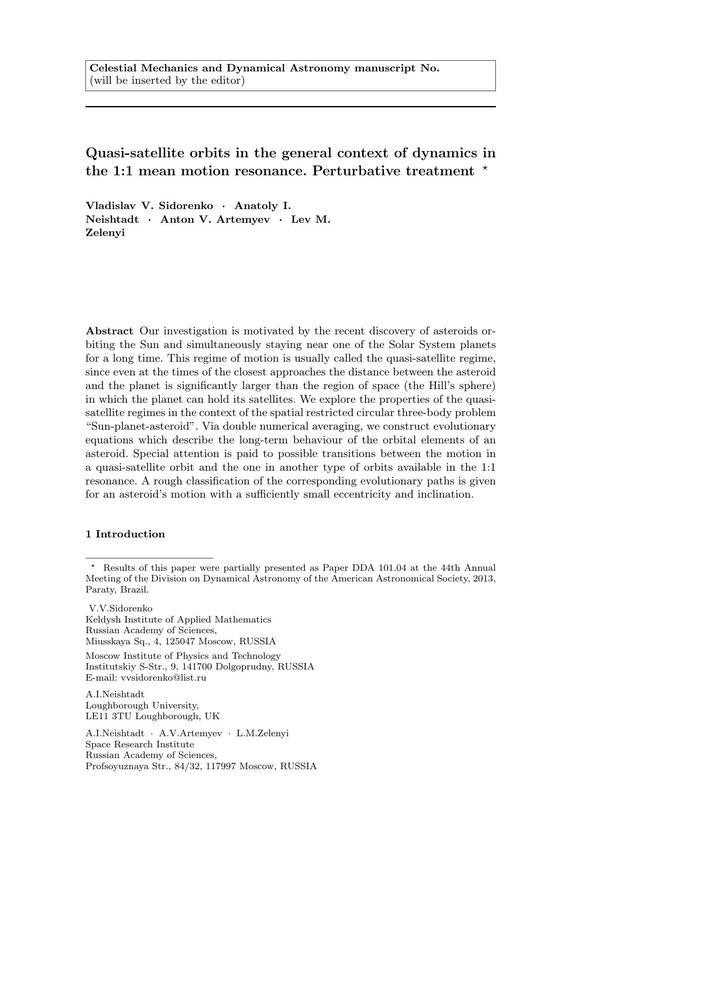 Celestial Mechanics and Dynamical Astronomy manuscript No.
(will be inserted by the editor)
Quasi-satellite orbits in the general context of dynamics in
the 1:1 mean motion resonance. Perturbative treatment ⋆
Vladislav V. Sidorenko · Anatoly I.
Neishtadt · Anton V. Artemyev · Lev M.
Zelenyi
Abstract Our investigation is motivated by the recent discovery of asteroids or-
biting the Sun and simultaneously staying near one of the Solar System planets
for a long time. This regime of motion is usually called the quasi-satellite regime,
since even at the times of the closest approaches the distance between the asteroid
and the planet is significantly larger than the region of space (the Hill's sphere)
in which the planet can hold its satellites. We explore the properties of the quasi-
satellite regimes in the context of the spatial restricted circular three-body problem
“Sun-planet-asteroid”. Via double numerical averaging, we construct evolutionary
equations which describe the long-term behaviour of the orbital elements of an
asteroid. Special attention is paid to possible transitions between the motion in
a quasi-satellite orbit and the one in another type of orbits available in the 1:1
resonance. A rough classification of the corresponding evolutionary paths is given
for an asteroid's motion with a sufficiently small eccentricity and inclination.
1 Introduction
⋆ Results of this paper were partially presented as Paper DDA 101.04 at the 44th Annual
Meeting of the Division on Dynamical Astronomy of the American Astronomical Society, 2013,
Paraty, Brazil.
V.V.Sidorenko
Keldysh Institute of Applied Mathematics
Russian Academy of Sciences,
Miusskaya Sq., 4, 125047 Moscow, RUSSIA
Moscow Institute of Physics and Technology
Institutskiy S-Str., 9, 141700 Dolgoprudny, RUSSIA
E-mail: vvsidorenko@list.ru
A.I.Neishtadt
Loughborough University,
LE11 3TU Loughborough, UK
A.I.Neishtadt · A.V.Artemyev · L.M.Zelenyi
Space Research Institute
Russian Academy of Sciences,
Profsoyuznaya Str., 84/32, 117997 Moscow, RUSSIA